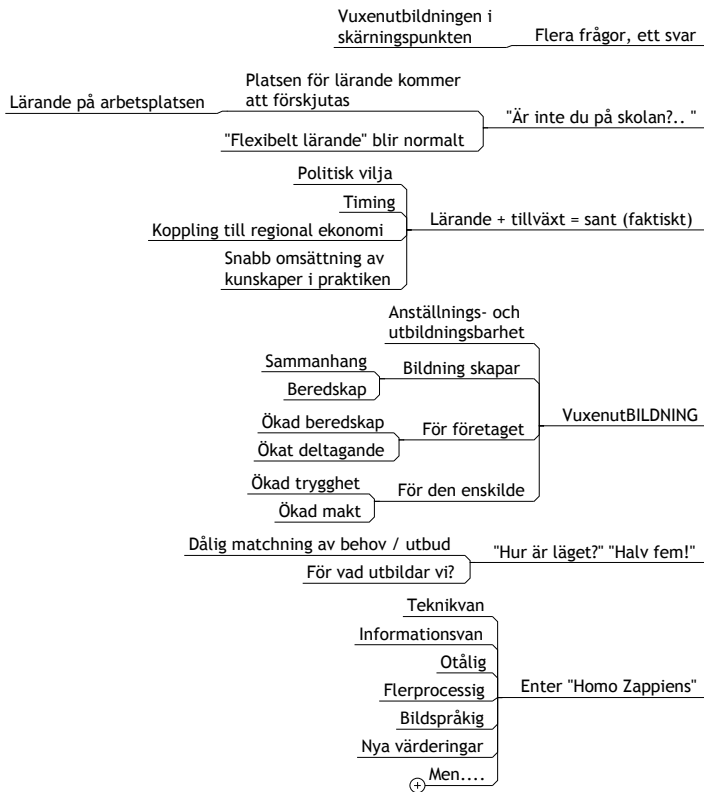 Vuxenutbildningen i
skärningspunkten
Flera frågor, ett svar
Lärande på arbetsplatsen
Platsen för lärande kommer
att förskjutas
"Flexibelt lärande" blir normalt
"Är inte du på skolan?.. "
Politisk vilja
Timing
Koppling till regional ekonomi
Snabb omsättning av
kunskaper i praktiken
Lärande + tillväxt = sant (faktiskt)
Anställnings- och
utbildningsbarhet
Sammanhang
Beredskap
Bildning skapar
Ökad beredskap
Ökat deltagande
För företaget
Ökad trygghet
Ökad makt
För den enskilde
VuxenutBILDNING
Dålig matchning av behov / utbud
För vad utbildar vi?
"Hur är läget?" "Halv fem!"
Teknikvan
Informationsvan
Otålig
Flerprocessig
Bildspråkig
Nya värderingar
Men....
Enter "Homo Zappiens"